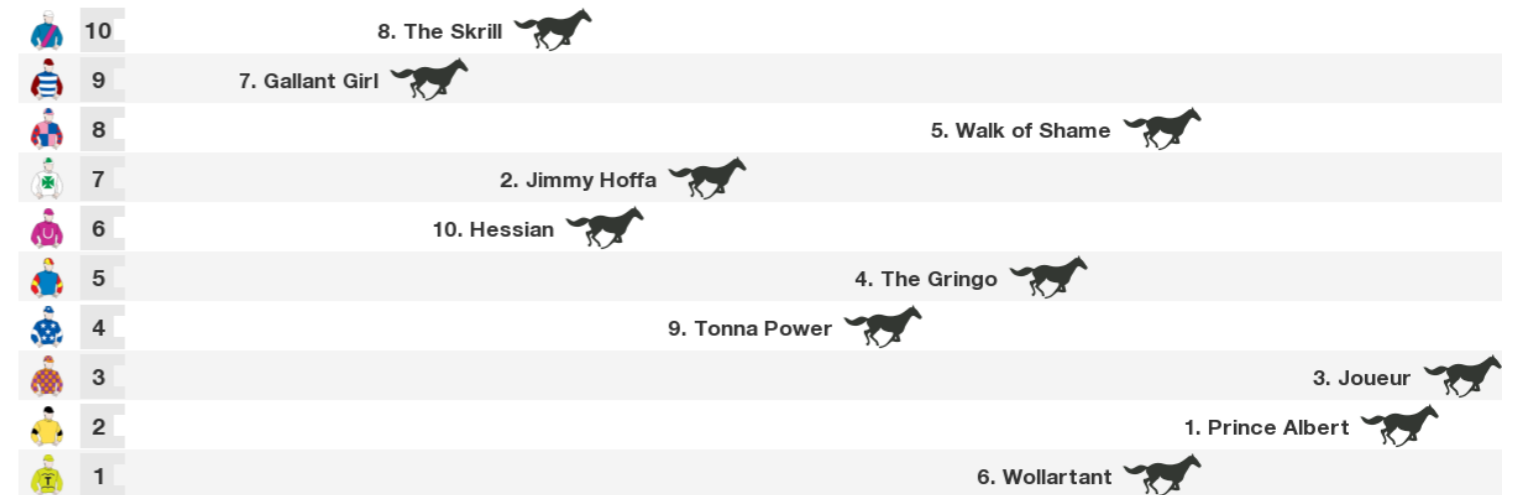 10 8. The Skrill
9 7. Gallant Girl
8 5. Walk of Shame
7 2. Jimmy Hoffa
6 10. Hessian
5 4. The Gringo
4 9. Tonna Power
3 3. Joueur
2 1. Prince Albert
1 6. Wollartant
T